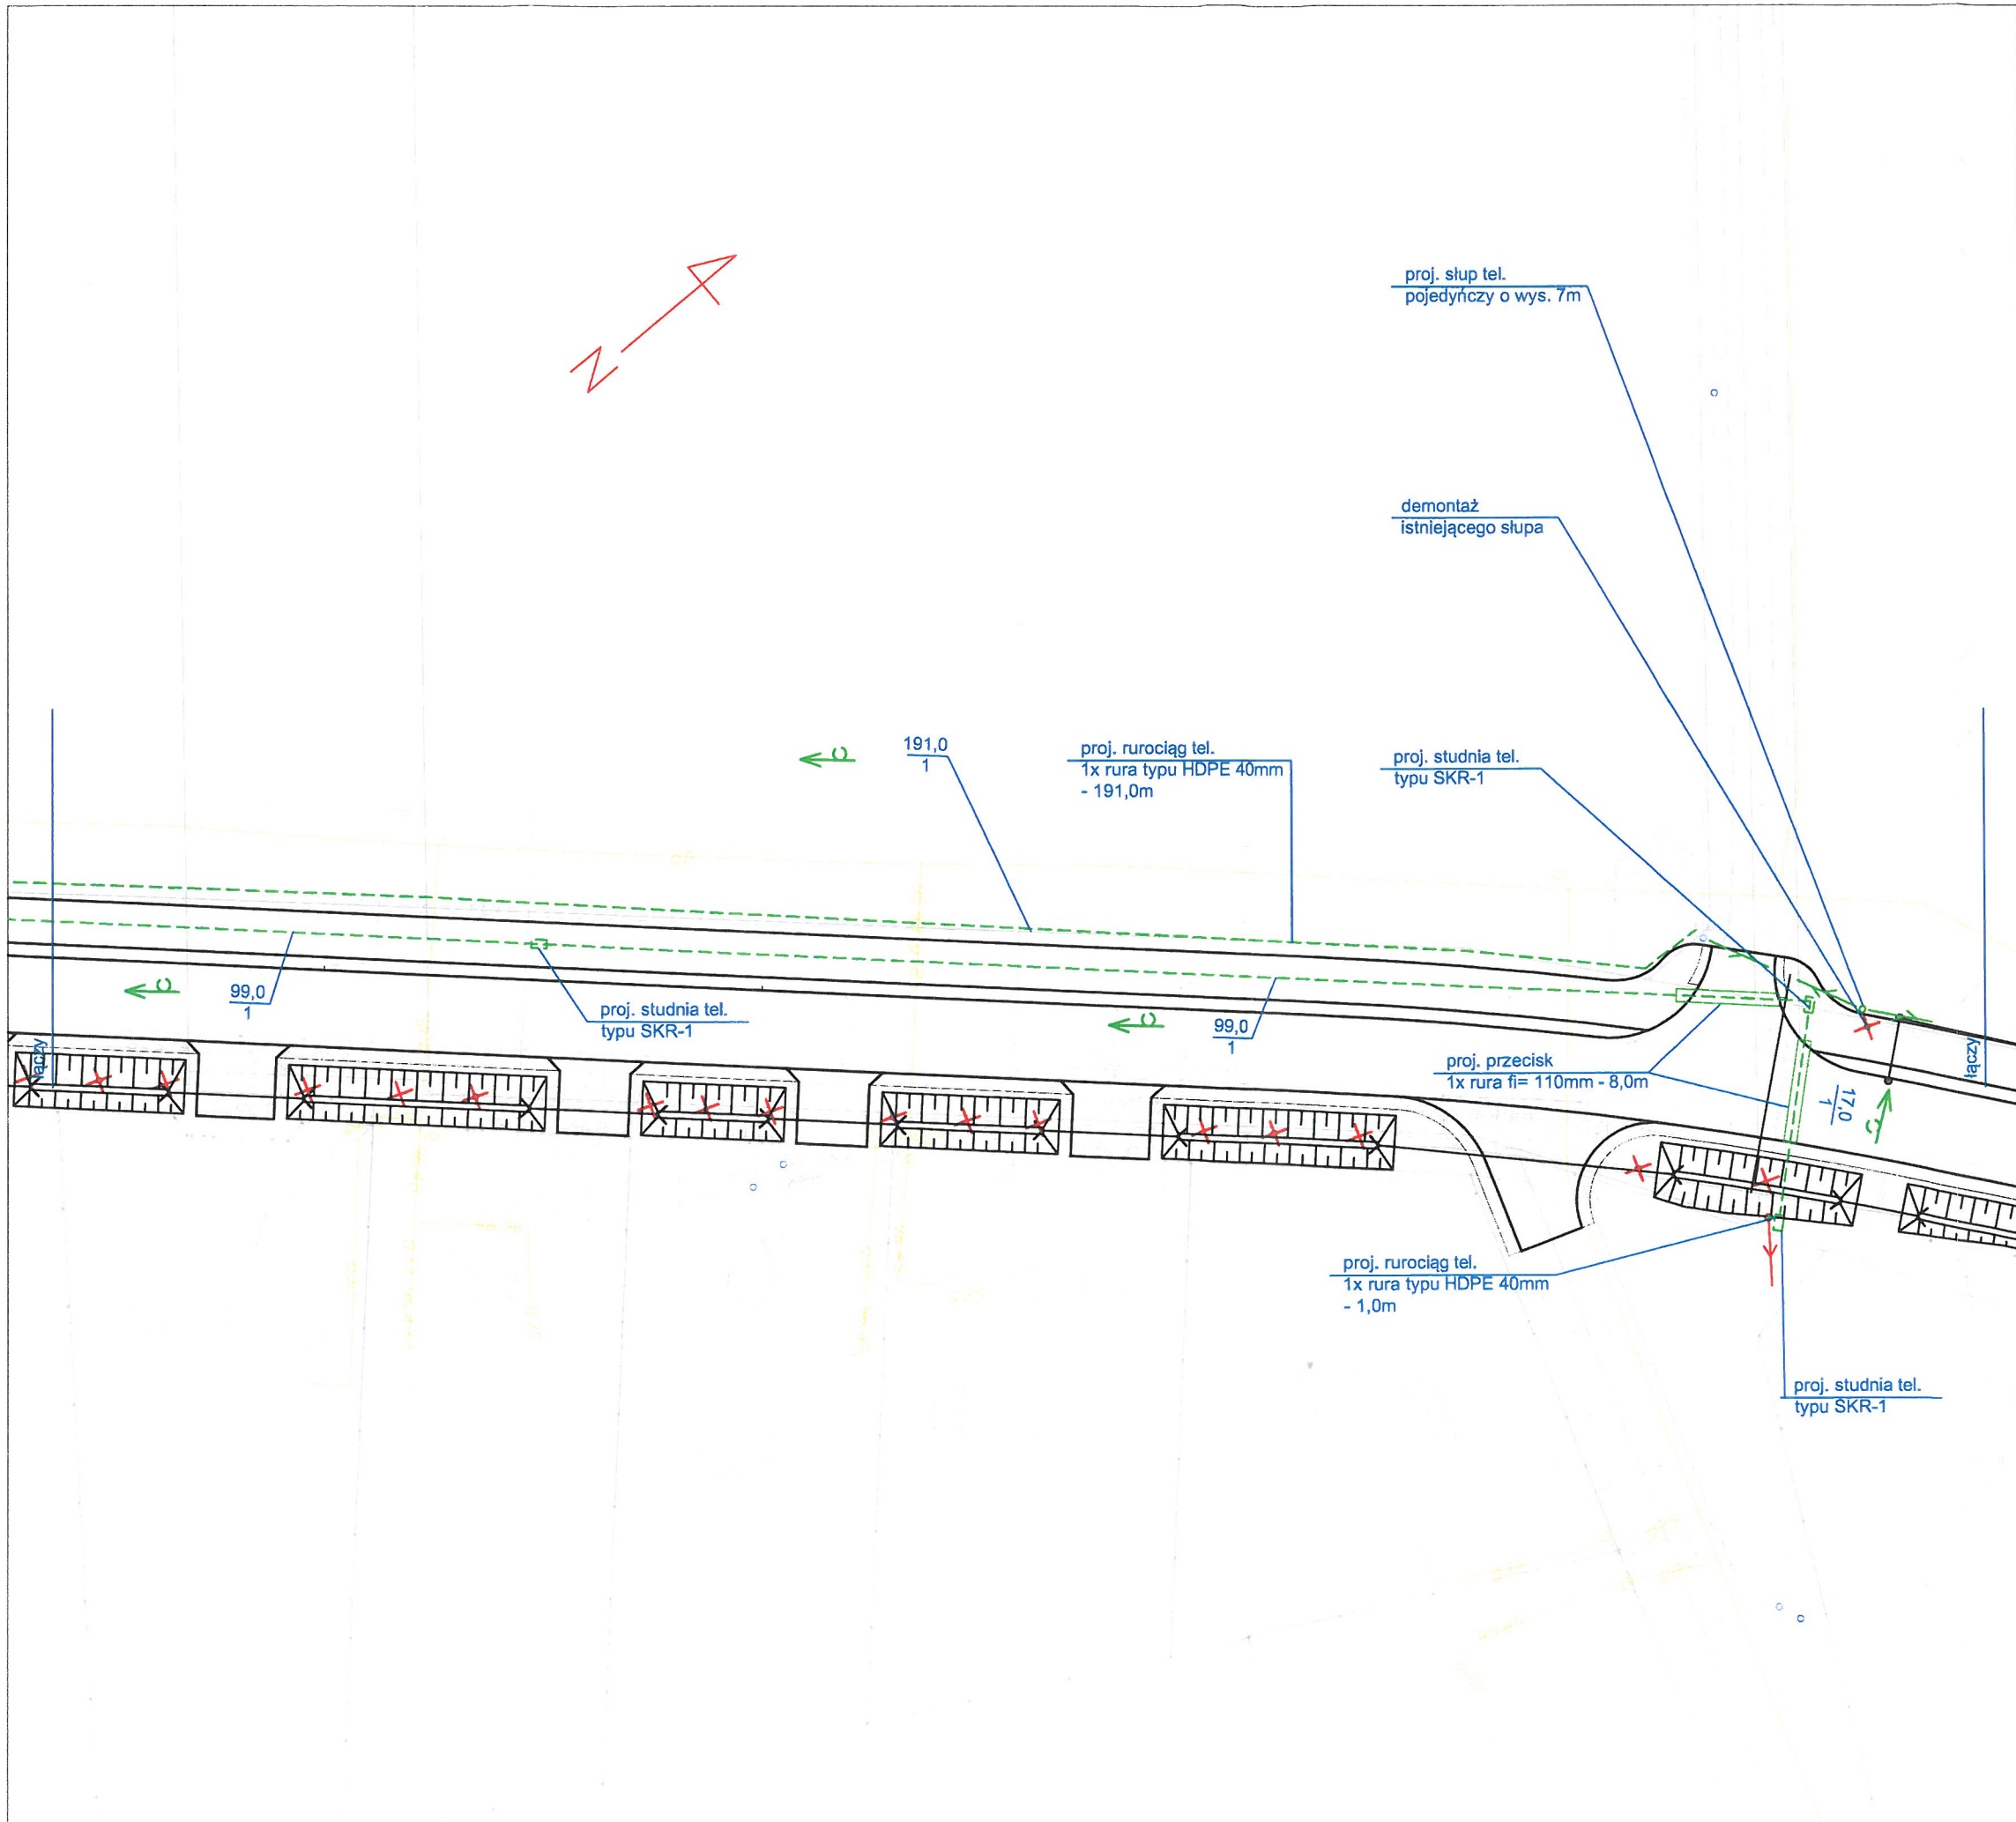 N
proj. słup tel.
pojedyńczy o wys. 7m
demontaż
istniejącego słupa
191,0
1
proj. rurociąg tel.
1x rura typu HDPE 40mm
- 191,0m
proj. studnia tel.
typu SKR-1
99,0
1
proj. studnia tel.
typu SKR-1
99,0
1
łączy
proj. przecisk
1x rura fi= 110mm - 8,0m
17,0
1
łączy
proj. rurociąg tel.
1x rura typu HDPE 40mm
- 1,0m
proj. studnia tel.
typu SKR-1